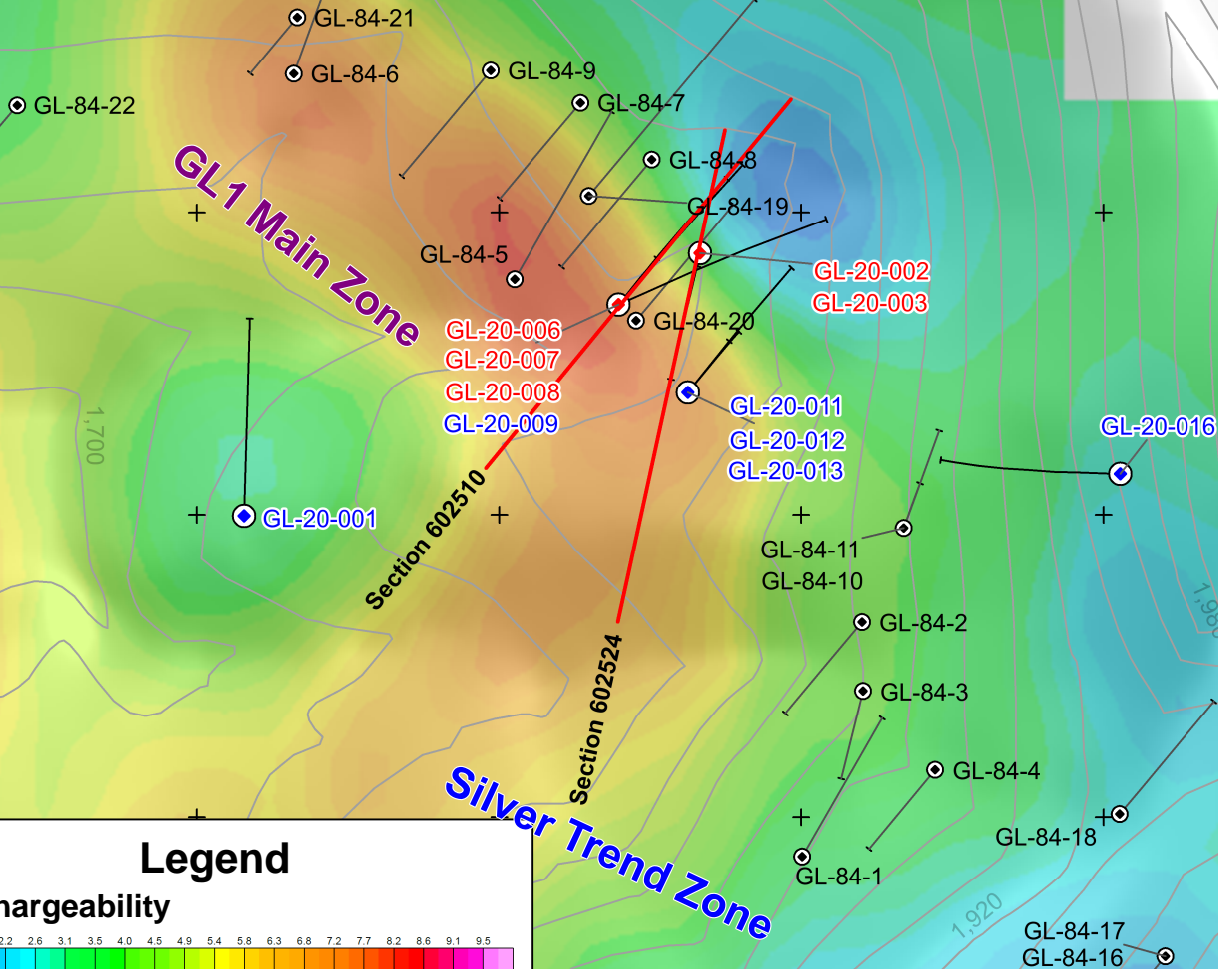 GL-84-21
GL-84-9
GL-84-6
GL-84-7
GL-84-22
GL-84-8
GL1 Main Zone
GL-84-19
GL-84-5
GL-20-002
GL-20-003
GL-84-20
GL-20-006
GL-20-007
GL-20-008
GL-20-009
GL-20-011
GL-20-012
GL-20-013
GL-20-016
1,700
GL-20-001
Section 602510
GL-84-11
GL-84-10
GL-84-2
Section 602524
GL-84-3
GL-84-4
Silver Trend Zone
GL-84-18
GL-84-1
1,920
GL-84-17
GL-84-16
Legend
hargeability
2.2 2.6 3.1 3.5 4.0 4.5 4.9 5.4 5.8 6.3 6.8 7.2 7.7 8.2 8.6 9.1 9.5